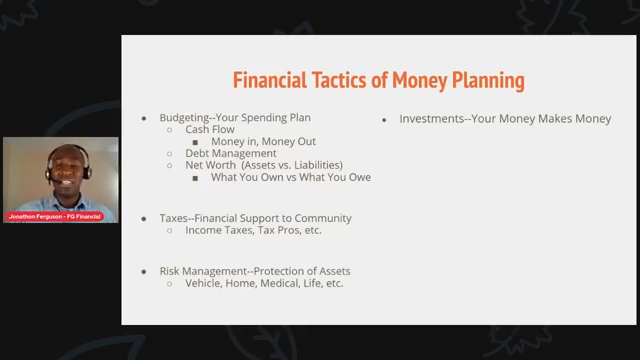 Financial Tactics of Money Planning
Budgeting--Your Spending Plan
Cash Flow
Money in, Money Out
Debt Management
Net Worth (Assets vs. Liabilities)
What You Own vs What You Owe
Taxes--Financial Support to Community
Income Taxes, Tax Pros, etc.
Risk Management--Protection of Assets
Vehicle, Home, Medical, Life, etc.
Investments--Your Money Makes Money
Jonathon Ferguson - FG Financial